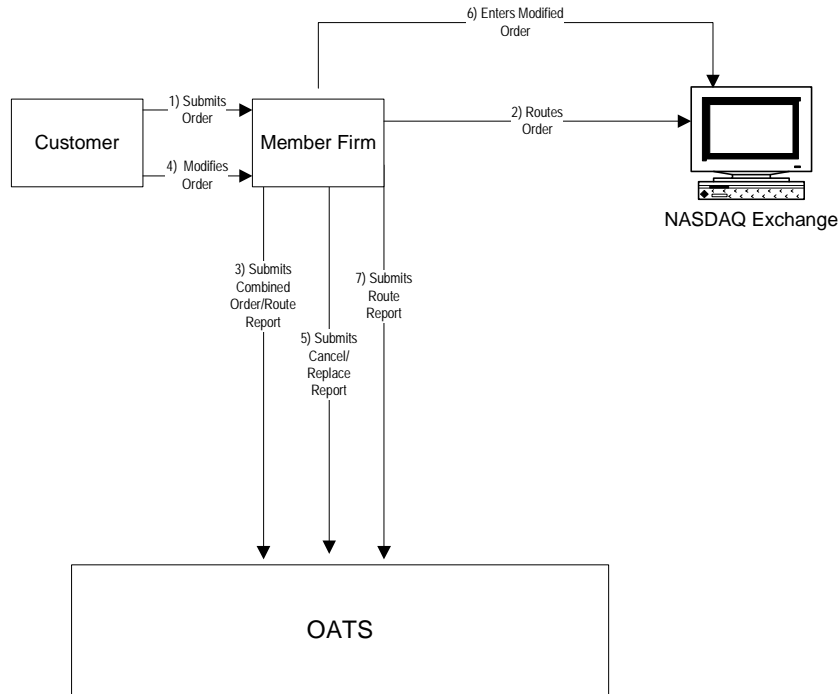 6) Enters Modified
Order
1) Submits
Order
2) Routes
Order
Customer
Member Firm
4) Modifies
Order
NASDAQ Exchange
3) Submits
Combined
Order/Route
Report
7) Submits
Route
Report
5) Submits
Cancel/
Replace
Report
OATS